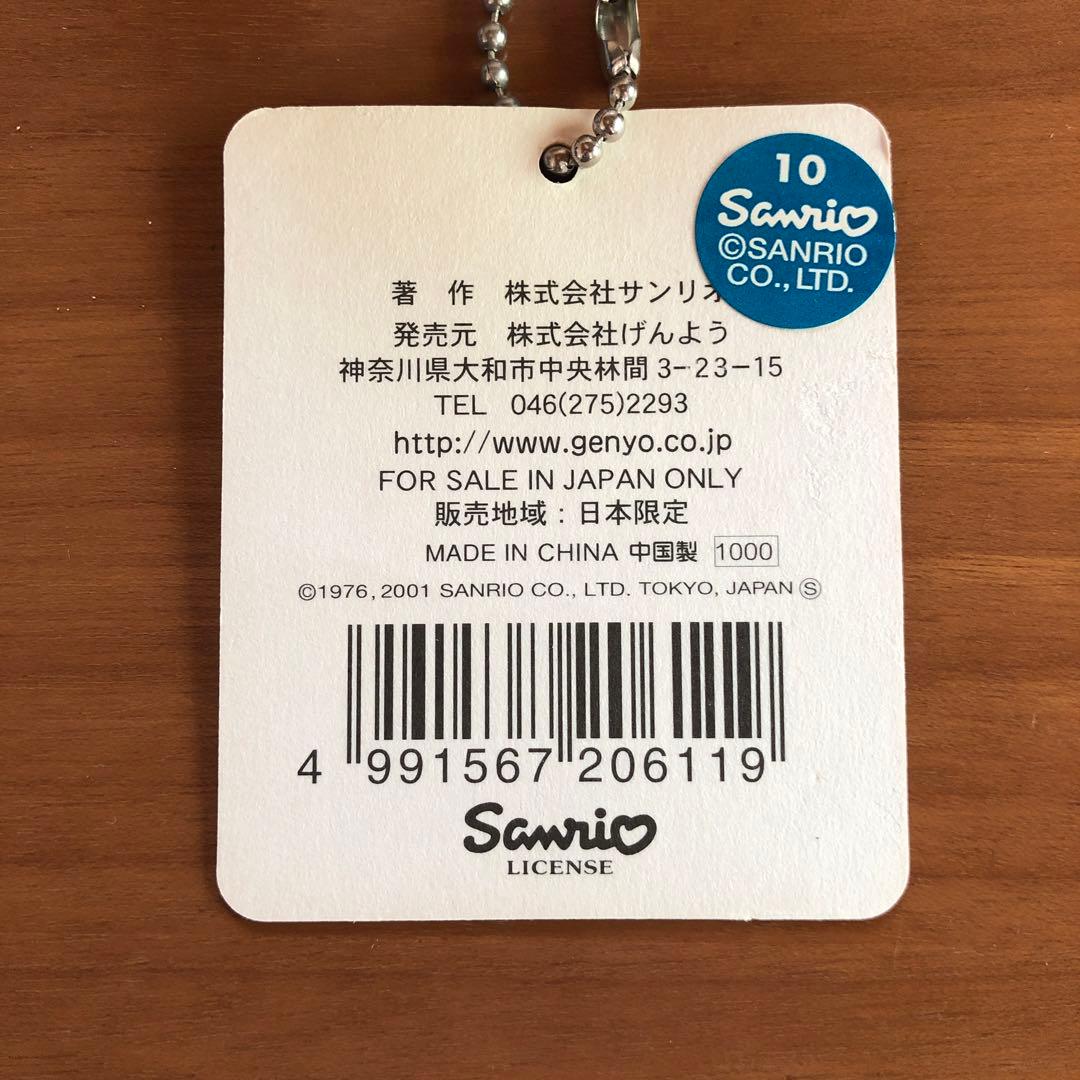 10
Sanrio
©SANRIO
CO., LTD.
著 作 株式会社サンリオ
発売元 株式会社げんよう
神奈川県大和市中央林間3-23-15
TEL 046(275)2293
http://www.genyo.co.jp
FOR SALE IN JAPAN ONLY
販売地域：日本限定
MADE IN CHINA 中国製 1000
©1976, 2001 SANRIO CO., LTD. TOKYO, JAPAN Ⓢ
4 991567 206119
Sanrio
LICENSE